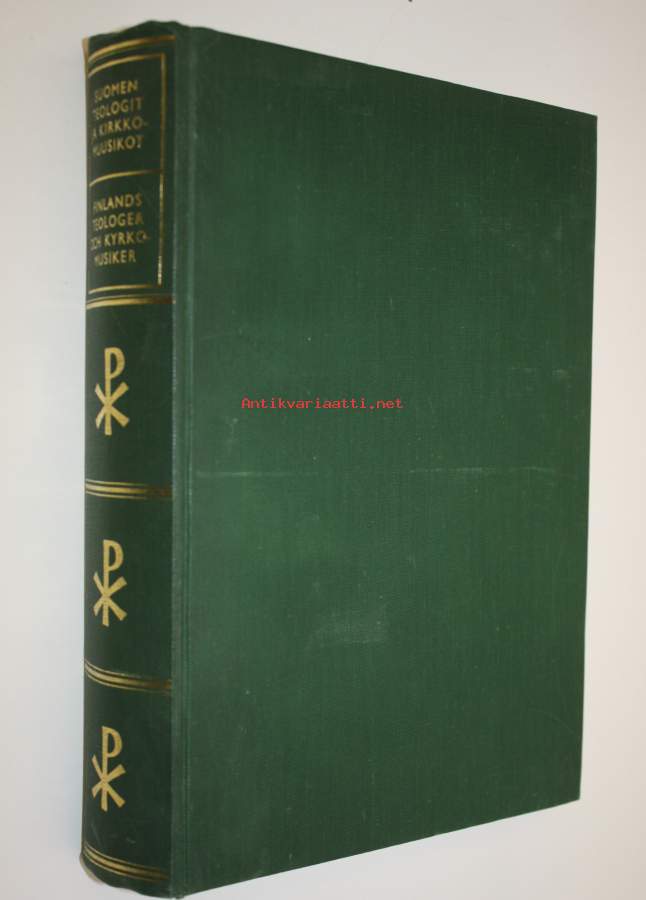 SUOMEN
TEOLOGIT
JA KIRKKO-
MUUSIKOT
FINLANDS
TEOLOGER
OCH KYRKO-
MUSIKER
Antikvariaatti.net